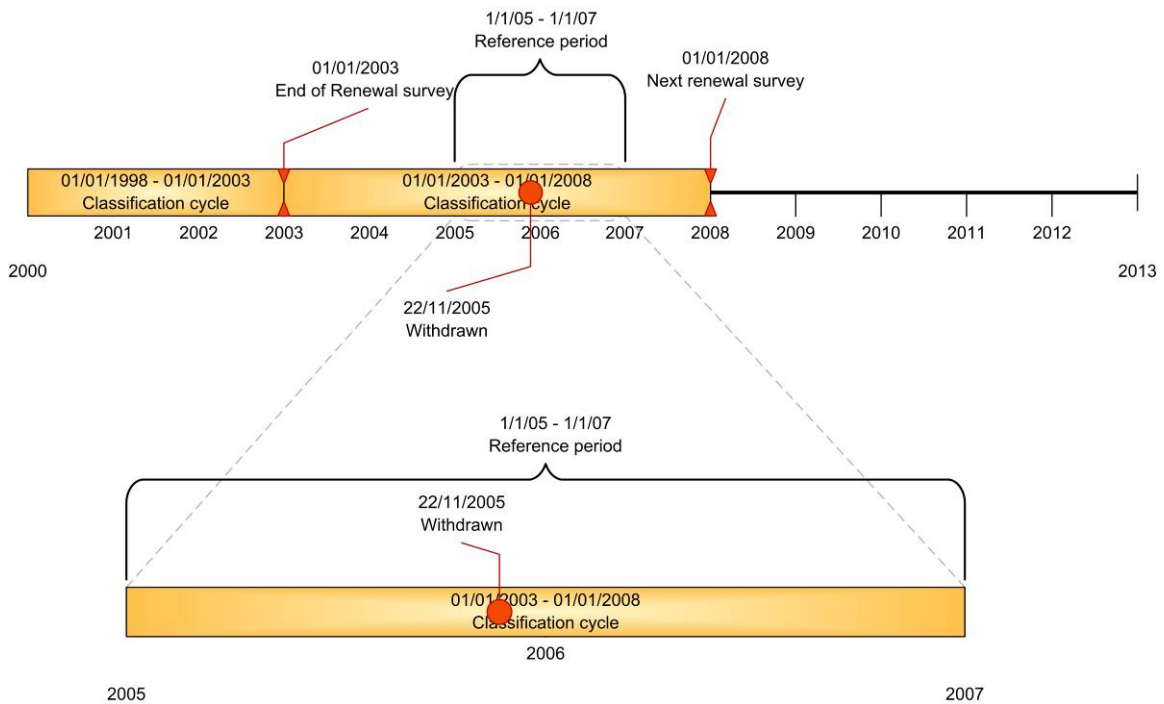 1/1/05 - 1/1/07
Reference period
01/01/2003
End of Renewal survey
01/01/2008
Next renewal survey
01/01/1998 - 01/01/2003
Classification cycle
01/01/2003 - 01/01/2008
Classification cycle
2001
2002
2003
2004
2005
2006
2007
2008
2009
2010
2011
2012
2000
2013
22/11/2005
Withdrawn
1/1/05 - 1/1/07
Reference period
22/11/2005
Withdrawn
01/01/2003 - 01/01/2008
Classification cycle
2006
2005
2007